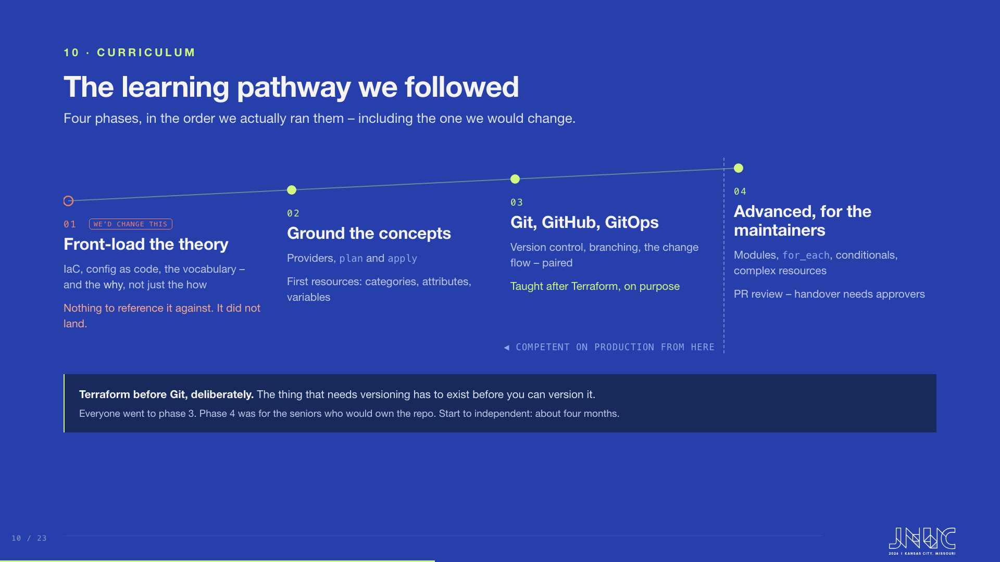 10 · CURRICULUM
The learning pathway we followed
Four phases, in the order we actually ran them – including the one we would change.
01 WE’D CHANGE THIS
Front-load the theory
IaC, config as code, the vocabulary –
and the why, not just the how
Nothing to reference it against. It did not
land.
02
Ground the concepts
Providers, plan and apply
First resources: categories, attributes,
variables
03
Git, GitHub, GitOps
Version control, branching, the change
flow – paired
Taught after Terraform, on purpose
04
Advanced, for the
maintainers
Modules, for_each, conditionals,
complex resources
PR review – handover needs approvers
◀ COMPETENT ON PRODUCTION FROM HERE
Terraform before Git, deliberately. The thing that needs versioning has to exist before you can version it.
Everyone went to phase 3. Phase 4 was for the seniors who would own the repo. Start to independent: about four months.
10 / 23
JNUC
2026 | KANSAS CITY, MISSOURI